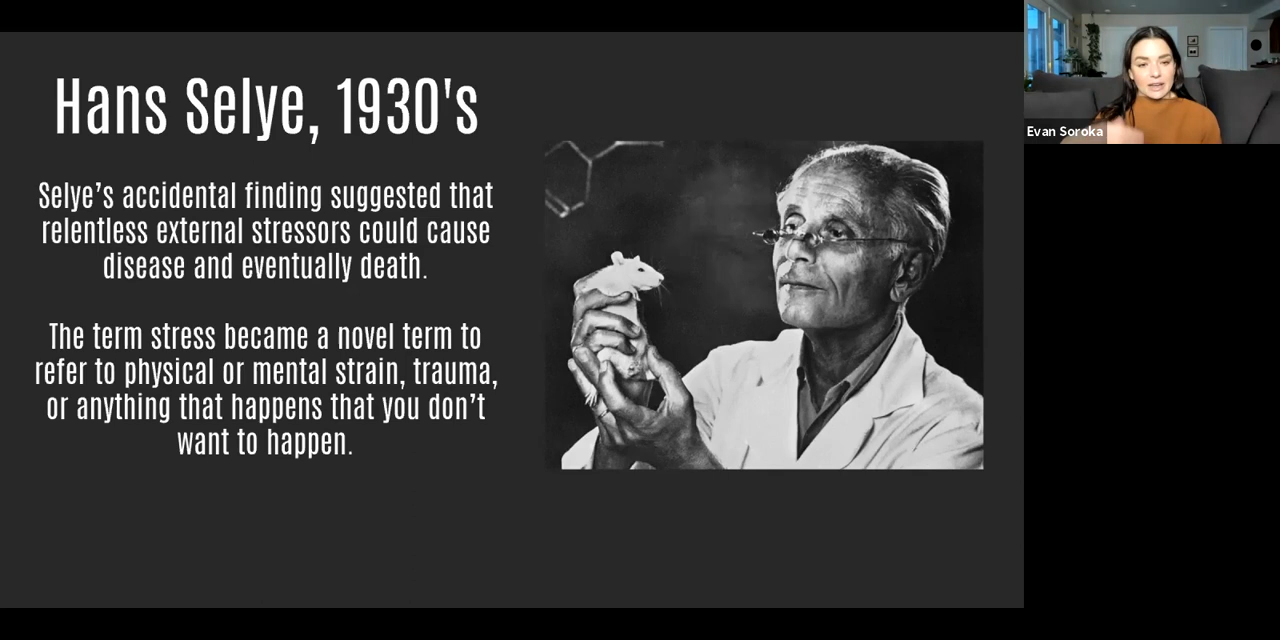 Hans Selye, 1930's
Selye’s accidental finding suggested that
relentless external stressors could cause
disease and eventually death.
The term stress became a novel term to
refer to physical or mental strain, trauma,
or anything that happens that you don’t
want to happen.
Evan Soroka